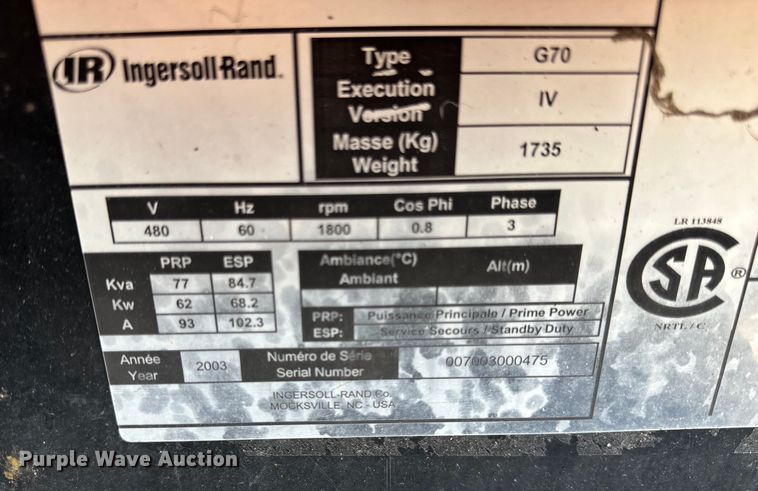 IR Ingersoll-Rand®
Type G70
Execution
Version IV
Masse (Kg)
Weight 1735
V Hz rpm Cos Phi Phase
480 60 1800 0.8 3
PRP ESP
Kva 77 84.7
Kw 62 68.2
A 93 102.3
Ambiance(°C) Alt(m)
Ambiant
PRP: Puissance Principale / Prime Power
ESP: Service Secours / Standby Duty
Année
Year 2003
Numéro de Série
Serial Number 007003000475
INGERSOLL-RAND Co.
MOCKSVILLE, NC - USA
LR 113848
CSA®
NRTL / C
Purple Wave Auction